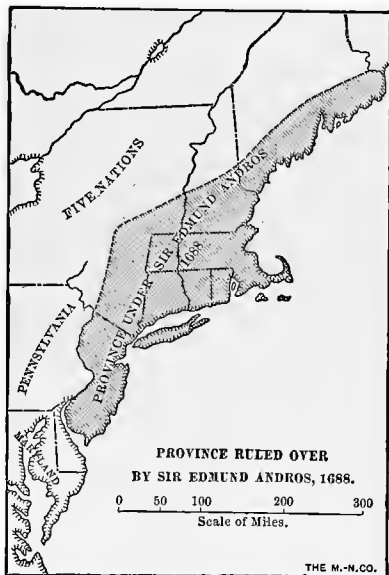 FIVE NATIONS
PROVINCE UNDER SIR EDMUND ANDROS
1688
PENNSYLVANIA
MARYLAND
PROVINCE RULED OVER
BY SIR EDMUND ANDROS, 1688.
0 50 100 200 300
Scale of Miles.
THE M.-N. CO.